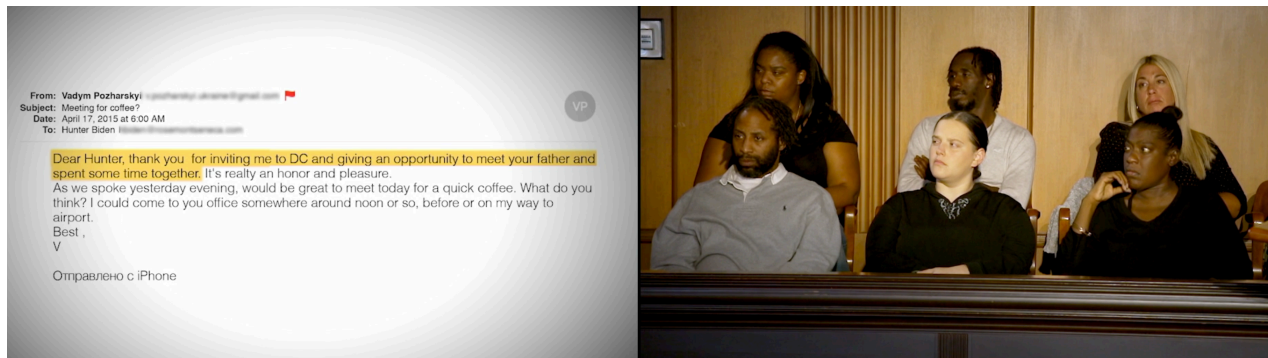 From: Vadym Pozharskyi
Subject: Meeting for coffee?
Date: April 17, 2015 at 6:00 AM
To: Hunter Biden
VP
Dear Hunter, thank you for inviting me to DC and giving an opportunity to meet your father and
spent some time together. It's realty an honor and pleasure.
As we spoke yesterday evening, would be great to meet today for a quick coffee. What do you
think? I could come to you office somewhere around noon or so, before or on my way to
airport.
Best ,
V
Отправлено с iPhone